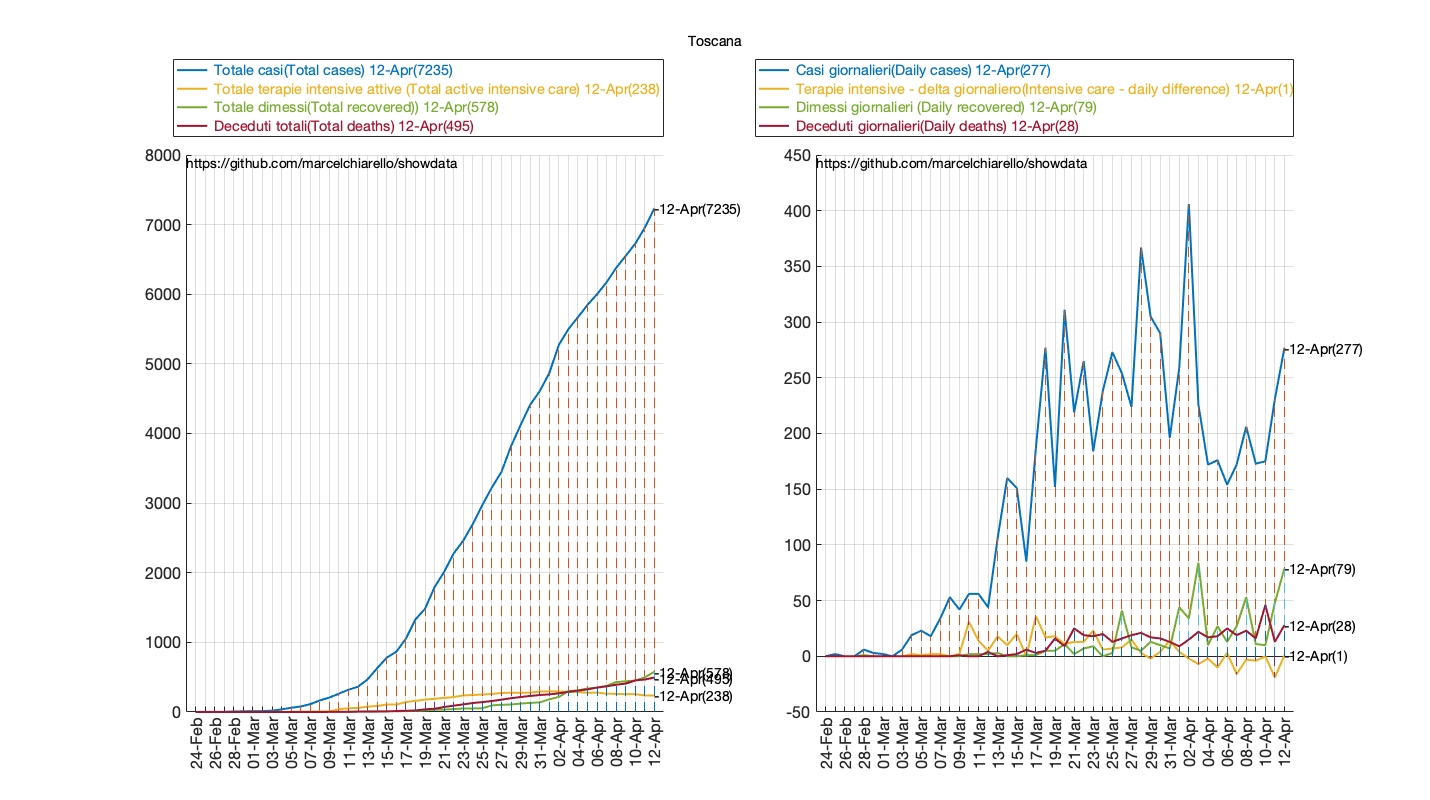 Toscana
Totale casi(Total cases) 12-Apr(7235)
Totale terapie intensive attive (Total active intensive care) 12-Apr(238)
Totale dimessi(Total recovered)) 12-Apr(578)
Deceduti totali(Total deaths) 12-Apr(495)
8000
https://github.com/marcelchiarello/showdata
7000
12-Apr(7235)
6000
5000
4000
3000
2000
1000
12-Apr(578)
12-Apr(495)
12-Apr(238)
0
24-Feb
26-Feb
28-Feb
01-Mar
03-Mar
05-Mar
07-Mar
09-Mar
11-Mar
13-Mar
15-Mar
17-Mar
19-Mar
21-Mar
23-Mar
25-Mar
27-Mar
29-Mar
31-Mar
02-Apr
04-Apr
06-Apr
08-Apr
10-Apr
12-Apr
Casi giornalieri(Daily cases) 12-Apr(277)
Terapie intensive - delta giornaliero(Intensive care - daily difference) 12-Apr(1)
Dimessi giornalieri (Daily recovered) 12-Apr(79)
Deceduti giornalieri(Daily deaths) 12-Apr(28)
450
https://github.com/marcelchiarello/showdata
400
350
12-Apr(277)
300
250
200
150
100
12-Apr(79)
50
12-Apr(28)
0
12-Apr(1)
-50
24-Feb
26-Feb
28-Feb
01-Mar
03-Mar
05-Mar
07-Mar
09-Mar
11-Mar
13-Mar
15-Mar
17-Mar
19-Mar
21-Mar
23-Mar
25-Mar
27-Mar
29-Mar
31-Mar
02-Apr
04-Apr
06-Apr
08-Apr
10-Apr
12-Apr